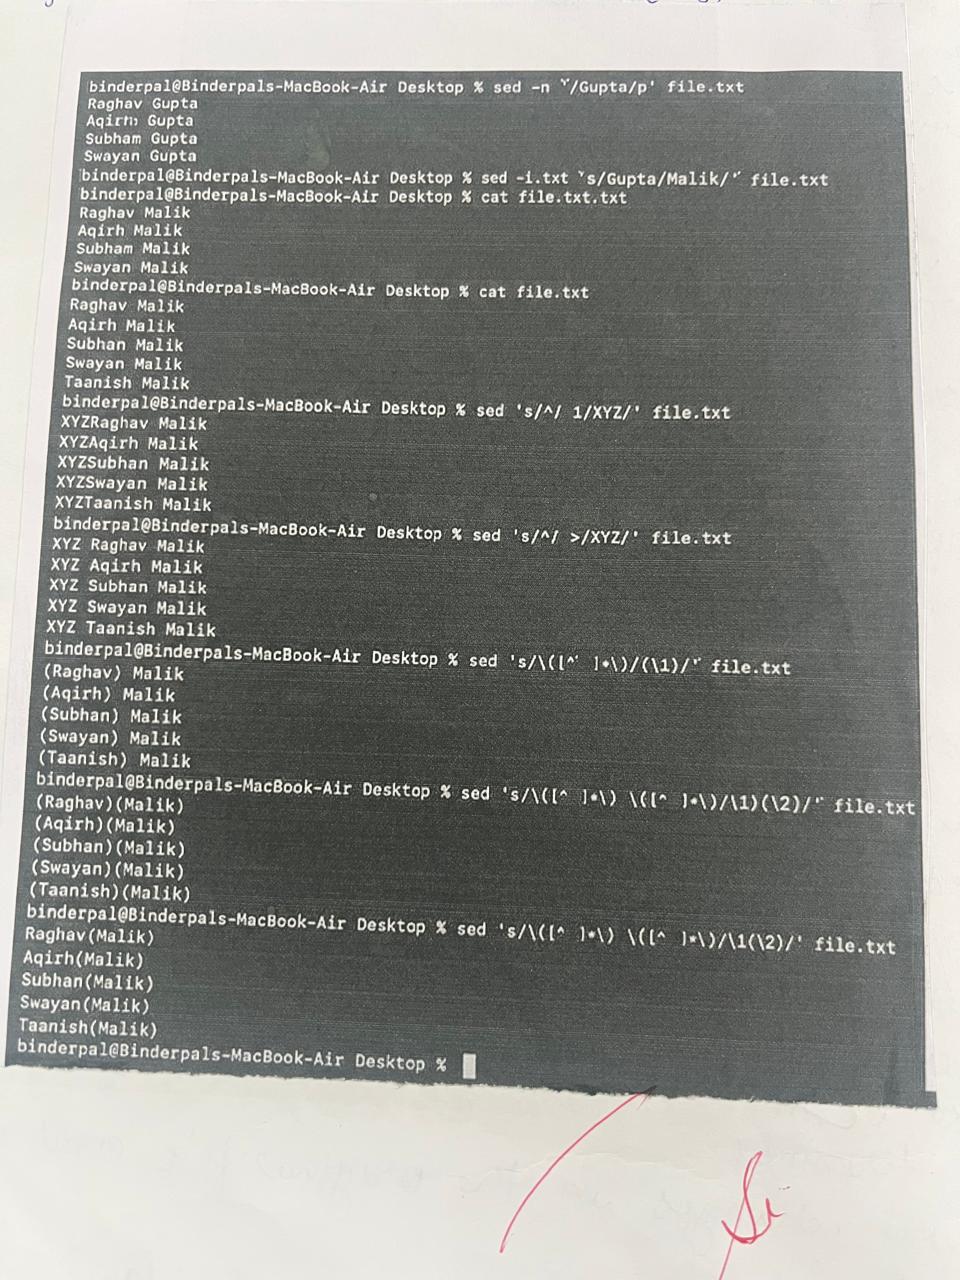 binderpal@Binderpals-MacBook-Air Desktop % sed -n '/Gupta/p' file.txt
Raghav Gupta
Aqirh Gupta
Subham Gupta
Swayan Gupta
binderpal@Binderpals-MacBook-Air Desktop % sed -i.txt 's/Gupta/Malik/' file.txt
binderpal@Binderpals-MacBook-Air Desktop % cat file.txt.txt
Raghav Malik
Aqirh Malik
Subham Malik
Swayan Malik
binderpal@Binderpals-MacBook-Air Desktop % cat file.txt
Raghav Malik
Aqirh Malik
Subhan Malik
Swayan Malik
Taanish Malik
binderpal@Binderpals-MacBook-Air Desktop % sed 's/^/ 1/XYZ/' file.txt
XYZRaghav Malik
XYZAqirh Malik
XYZSubhan Malik
XYZSwayan Malik
XYZTaanish Malik
binderpal@Binderpals-MacBook-Air Desktop % sed 's/^/ >/XYZ/' file.txt
XYZ Raghav Malik
XYZ Aqirh Malik
XYZ Subhan Malik
XYZ Swayan Malik
XYZ Taanish Malik
binderpal@Binderpals-MacBook-Air Desktop % sed 's/\([^ ]*\)/(\1)/' file.txt
(Raghav) Malik
(Aqirh) Malik
(Subhan) Malik
(Swayan) Malik
(Taanish) Malik
binderpal@Binderpals-MacBook-Air Desktop % sed 's/\([^ ]*\) \([^ ]*\)/\1)(\2)/' file.txt
(Raghav)(Malik)
(Aqirh)(Malik)
(Subhan)(Malik)
(Swayan)(Malik)
(Taanish)(Malik)
binderpal@Binderpals-MacBook-Air Desktop % sed 's/\([^ ]*\) \([^ ]*\)/\1(\2)/' file.txt
Raghav(Malik)
Aqirh(Malik)
Subhan(Malik)
Swayan(Malik)
Taanish(Malik)
binderpal@Binderpals-MacBook-Air Desktop %